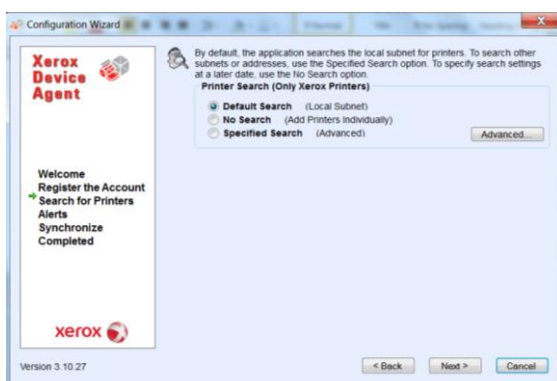 Configuration Wizard
Xerox
Device
Agent
By default, the application searches the local subnet for printers. To search other
subnets or addresses, use the Specified Search option. To specify search settings
at a later date, use the No Search option.
Printer Search (Only Xerox Printers)
Default Search (Local Subnet)
No Search (Add Printers Individually)
Specified Search (Advanced)
Advanced...
Welcome
Register the Account
Search for Printers
Alerts
Synchronize
Completed
xerox
Version 3.10.27
< Back
Next >
Cancel